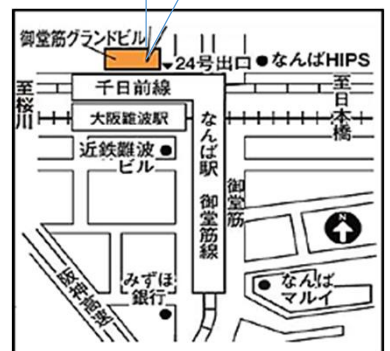 御堂筋グランドビル
24号出口
なんばHIPS
至桜川
千日前線
至日本橋
大阪難波駅
なんば駅 御堂筋線
近鉄難波
ビル
御堂筋
N
阪神高速
みずほ
銀行
なんば
マルイ